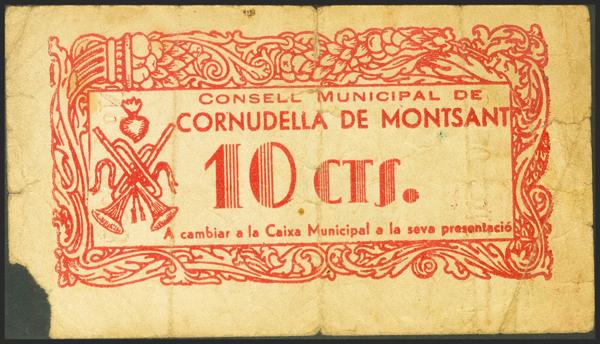 CONSELL MUNICIPAL DE
CORNUDELLA DE MONTSANT
10 CTS.
A cambiar a la Caixa Municipal a la seva presentació